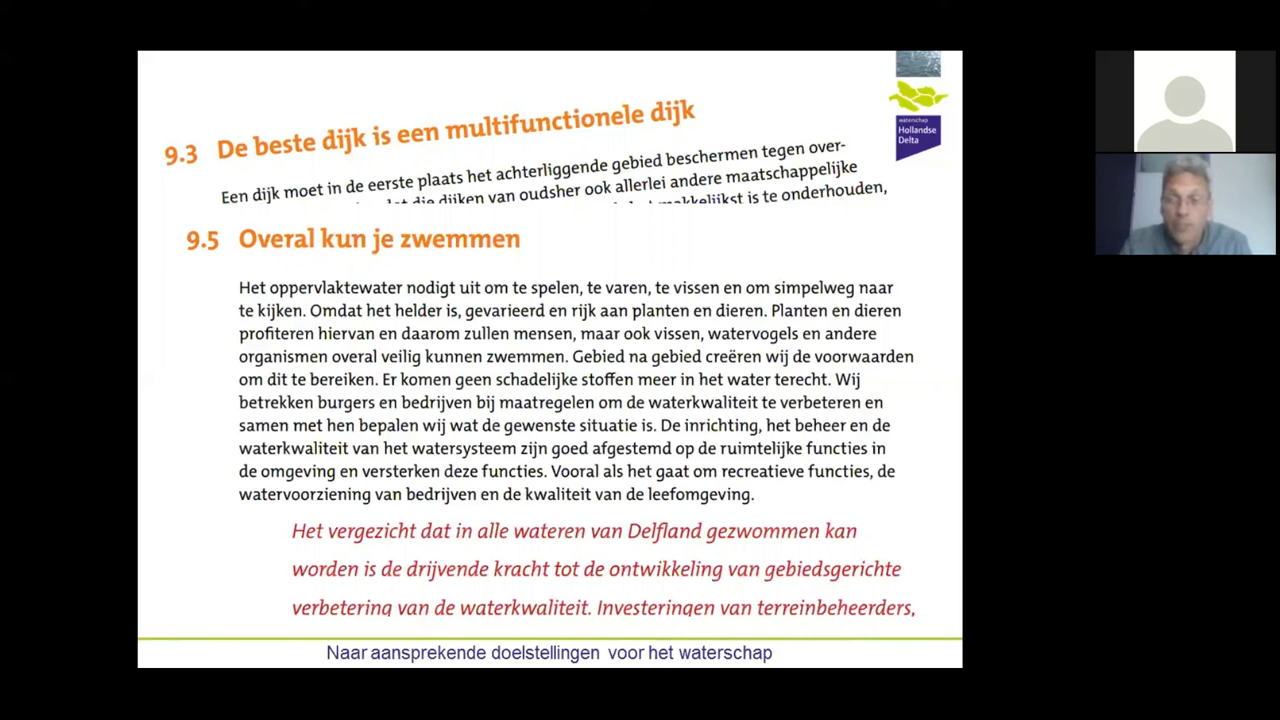 waterschap
Hollandse
Delta
9.3 De beste dijk is een multifunctionele dijk
Een dijk moet in de eerste plaats het achterliggende gebied beschermen tegen over-
dat die dijken van oudsher ook allerlei andere maatschappelijke
makkelijkst is te onderhouden,
9.5 Overal kun je zwemmen
Het oppervlaktewater nodigt uit om te spelen, te varen, te vissen en om simpelweg naar
te kijken. Omdat het helder is, gevarieerd en rijk aan planten en dieren. Planten en dieren
profiteren hiervan en daarom zullen mensen, maar ook vissen, watervogels en andere
organismen overal veilig kunnen zwemmen. Gebied na gebied creëren wij de voorwaarden
om dit te bereiken. Er komen geen schadelijke stoffen meer in het water terecht. Wij
betrekken burgers en bedrijven bij maatregelen om de waterkwaliteit te verbeteren en
samen met hen bepalen wij wat de gewenste situatie is. De inrichting, het beheer en de
waterkwaliteit van het watersysteem zijn goed afgestemd op de ruimtelijke functies in
de omgeving en versterken deze functies. Vooral als het gaat om recreatieve functies, de
watervoorziening van bedrijven en de kwaliteit van de leefomgeving.
Het vergezicht dat in alle wateren van Delfland gezwommen kan
worden is de drijvende kracht tot de ontwikkeling van gebiedsgerichte
verbetering van de waterkwaliteit. Investeringen van terreinbeheerders,
Naar aansprekende doelstellingen voor het waterschap